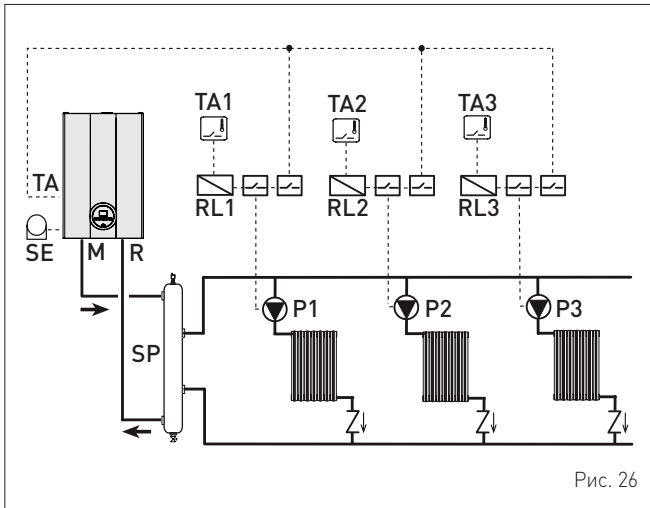 TA1 TA2 TA3
TA
RL1 RL2 RL3
SE M R
P1 P2 P3
SP
Рис. 26